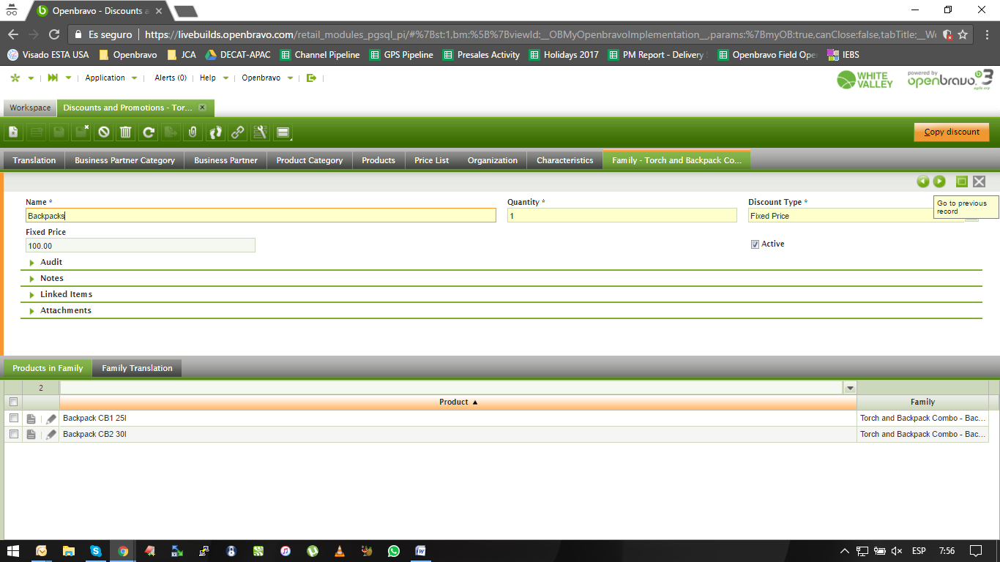 Openbravo - Discounts a
Es seguro
https://livebuilds.openbravo.com/retail_modules_pgsql_pi/#%7Bst:1,bm:%5B%7BviewId:__OBMyOpenbravoImplementation__,params:%7BmyOB:true,canClose:false,tabTitle:__W
Visado ESTA USA Openbravo JCA DECAT-APAC Channel Pipeline GPS Pipeline Presales Activity Holidays 2017 PM Report - Delivery Openbravo Field Ope IEBS
Application Alerts (0) Help Openbravo
WHITE VALLEY
powered by
openbravo 3
agile erp
Workspace Discounts and Promotions - Tor...
Copy discount
Translation Business Partner Category Business Partner Product Category Products Price List Organization Characteristics Family - Torch and Backpack Co...
Name * Quantity * Discount Type *
Go to previous record
Backpacks 1 Fixed Price
Fixed Price
100.00 Active
Audit
Notes
Linked Items
Attachments
Products in Family Family Translation
2
Product Family
Backpack CB1 25l Torch and Backpack Combo - Bac...
Backpack CB2 30l Torch and Backpack Combo - Bac...
ESP 7:56